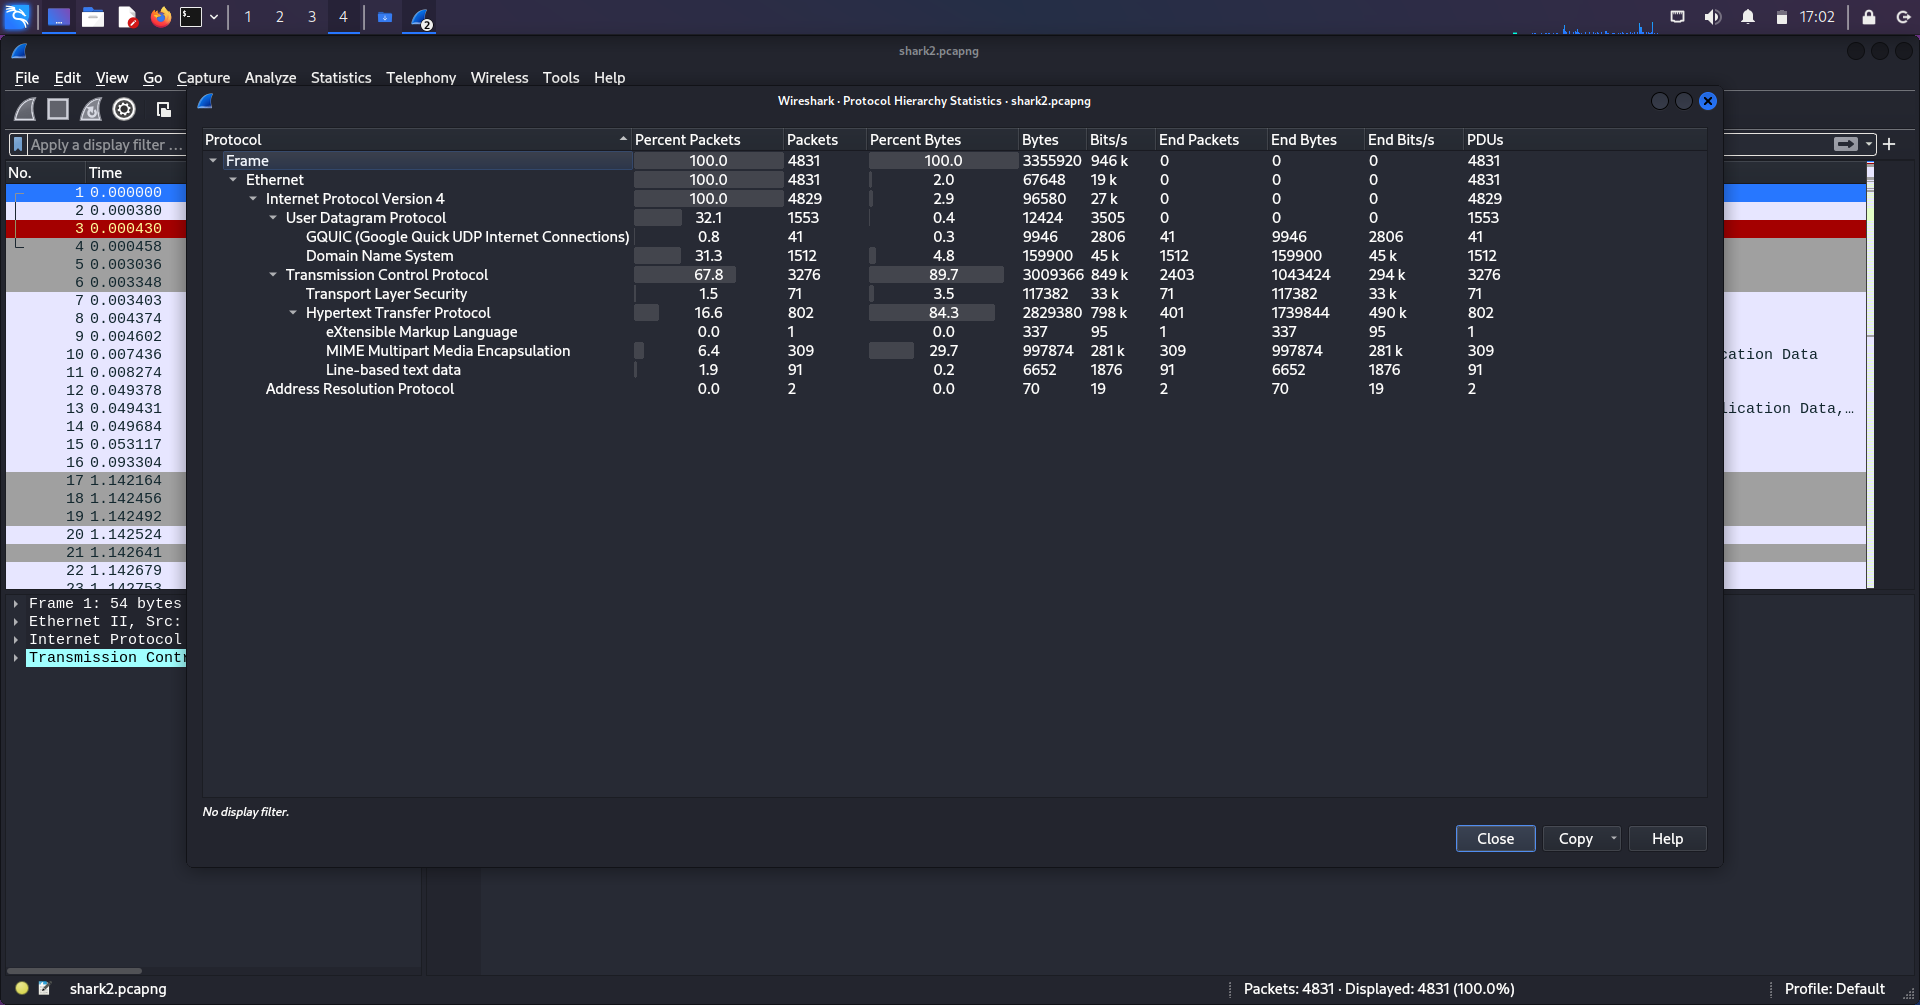 1 2 3 4 2 17:02
shark2.pcapng
File Edit View Go Capture Analyze Statistics Telephony Wireless Tools Help
Wireshark · Protocol Hierarchy Statistics · shark2.pcapng
Apply a display filter ...
Protocol Percent Packets Packets Percent Bytes Bytes Bits/s End Packets End Bytes End Bits/s PDUs
Frame 100.0 4831 100.0 3355920 946 k 0 0 0 4831
Ethernet 100.0 4831 2.0 67648 19 k 0 0 0 4831
Internet Protocol Version 4 100.0 4829 2.9 96580 27 k 0 0 0 4829
User Datagram Protocol 32.1 1553 0.4 12424 3505 0 0 0 1553
GQUIC (Google Quick UDP Internet Connections) 0.8 41 0.3 9946 2806 41 9946 2806 41
Domain Name System 31.3 1512 4.8 159900 45 k 1512 159900 45 k 1512
Transmission Control Protocol 67.8 3276 89.7 3009366 849 k 2403 1043424 294 k 3276
Transport Layer Security 1.5 71 3.5 117382 33 k 71 117382 33 k 71
Hypertext Transfer Protocol 16.6 802 84.3 2829380 798 k 401 1739844 490 k 802
eXtensible Markup Language 0.0 1 0.0 337 95 1 337 95 1
MIME Multipart Media Encapsulation 6.4 309 29.7 997874 281 k 309 997874 281 k 309
Line-based text data 1.9 91 0.2 6652 1876 91 6652 1876 91
Address Resolution Protocol 0.0 2 0.0 70 19 2 70 19 2
No display filter.
Close Copy Help
No. Time
1 0.000000
2 0.000380
3 0.000430
4 0.000458
5 0.003036
6 0.003348
7 0.003403
8 0.004374
9 0.004602
10 0.007436 cation Data
11 0.008274
12 0.049378
13 0.049431 lication Data,…
14 0.049684
15 0.053117
16 0.093304
17 1.142164
18 1.142456
19 1.142492
20 1.142524
21 1.142641
22 1.142679
23 1.142753
Frame 1: 54 bytes
Ethernet II, Src:
Internet Protocol
Transmission Contr
shark2.pcapng Packets: 4831 · Displayed: 4831 (100.0%) Profile: Default